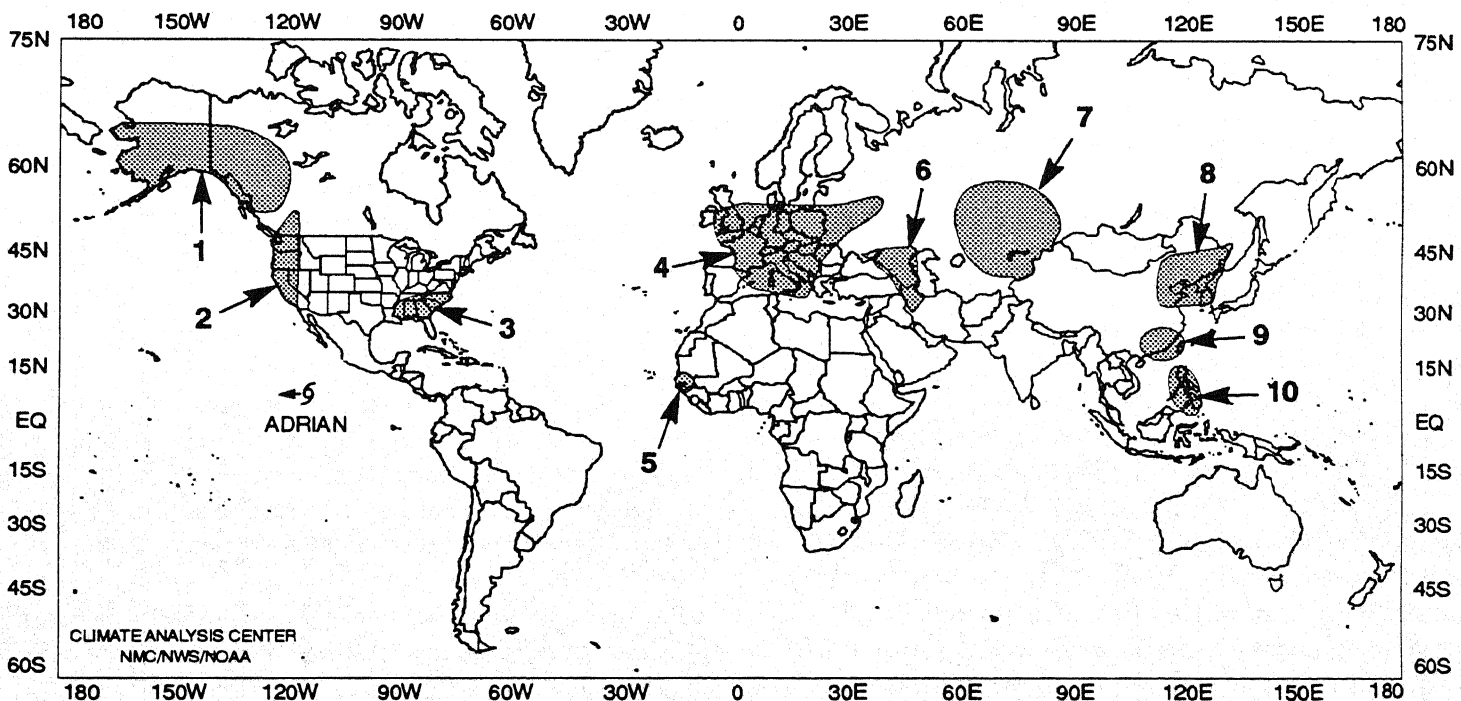 180 150W 120W 90W 60W 30W 0 30E 60E 90E 120E 150E 180
75N 75N
7
60N 6 8 60N
1
45N 4 45N
30N 2 3 9 30N
15N 10 15N
EQ ADRIAN EQ
5
15S 15S
30S 30S
45S 45S
CLIMATE ANALYSIS CENTER
NMC/NWS/NOAA
60S 60S
180 150W 120W 90W 60W 30W 0 30E 60E 90E 120E 150E 180